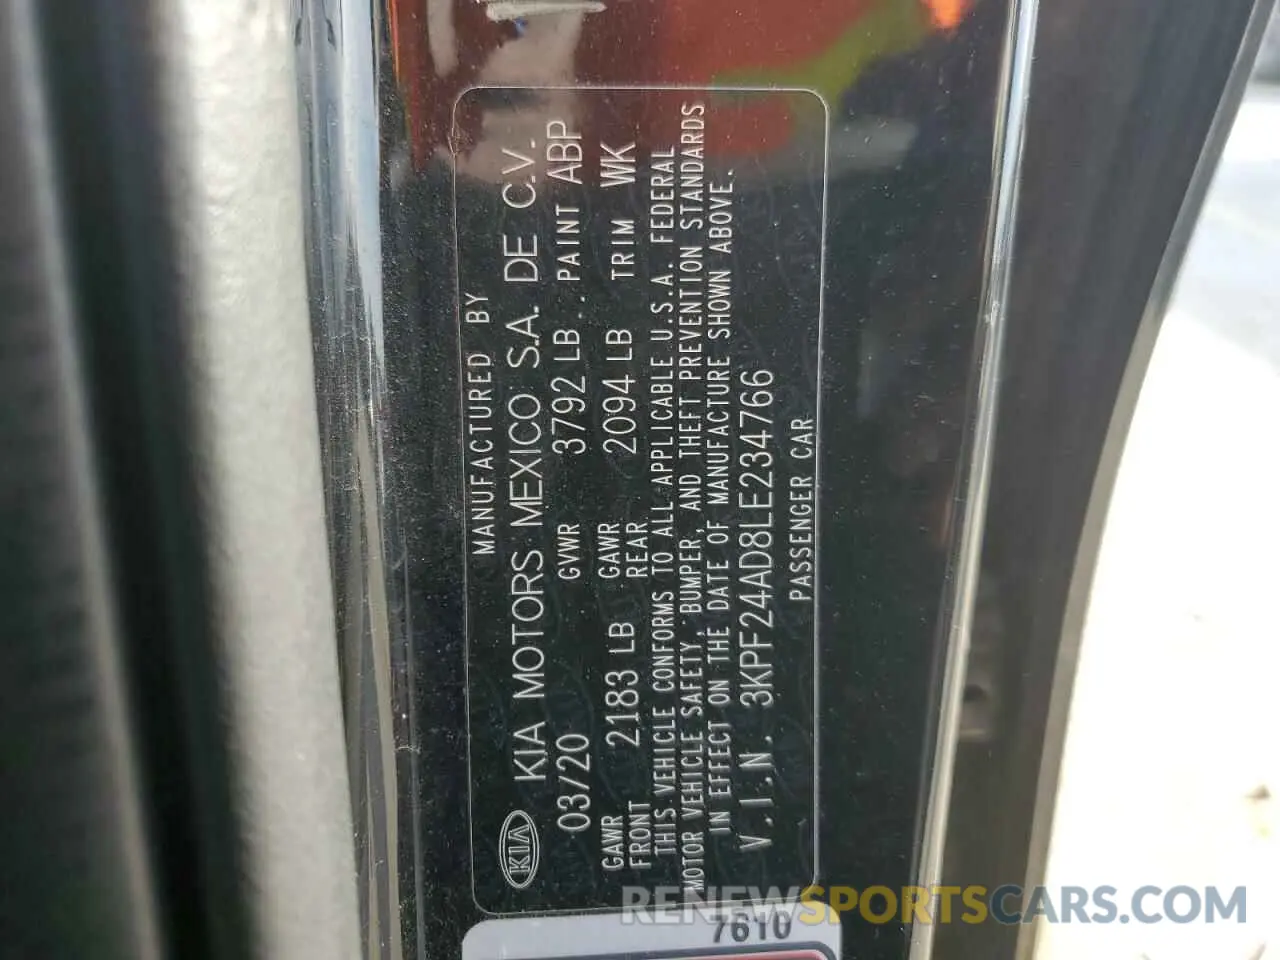 MANUFACTURED BY
KIA KIA MOTORS MEXICO S.A. DE C.V.
03/20 GVWR 3792 LB. PAINT ABP
GAWR FRONT 2183 LB GAWR REAR 2094 LB TRIM WK
THIS VEHICLE CONFORMS TO ALL APPLICABLE U.S.A. FEDERAL
MOTOR VEHICLE SAFETY, BUMPER, AND THEFT PREVENTION STANDARDS
IN EFFECT ON THE DATE OF MANUFACTURE SHOWN ABOVE.
V.I.N. 3KPF24AD8LE234766
PASSENGER CAR
7610
RENEWSPORTSCARS.COM